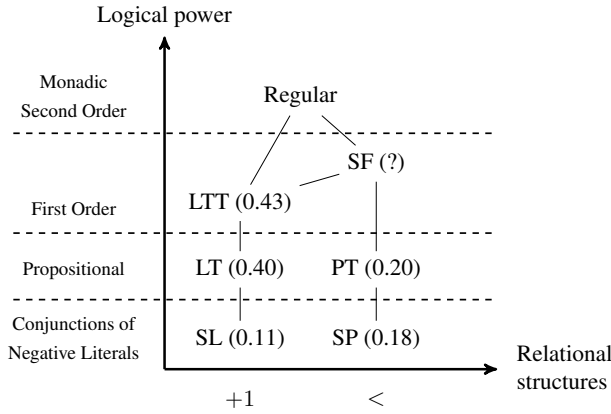 Logical power
Monadic
Second Order
Regular
SF (?)
LTT (0.43)
First Order
Propositional
LT (0.40)
PT (0.20)
Conjunctions of
Negative Literals
SL (0.11)
SP (0.18)
Relational
structures
+1
<